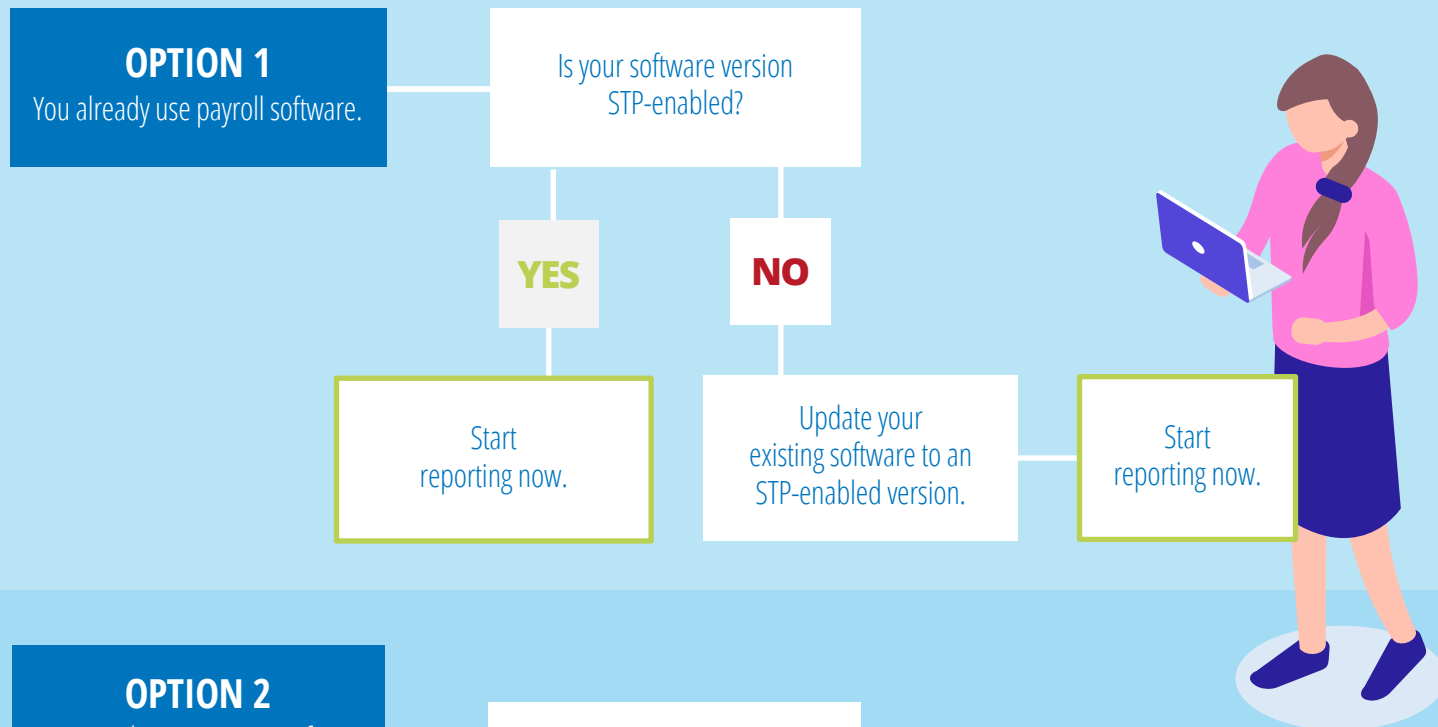 OPTION 1
You already use payroll software.
Is your software version
STP-enabled?
YES
NO
Start
reporting now.
Update your
existing software to an
STP-enabled version.
Start
reporting now.
OPTION 2